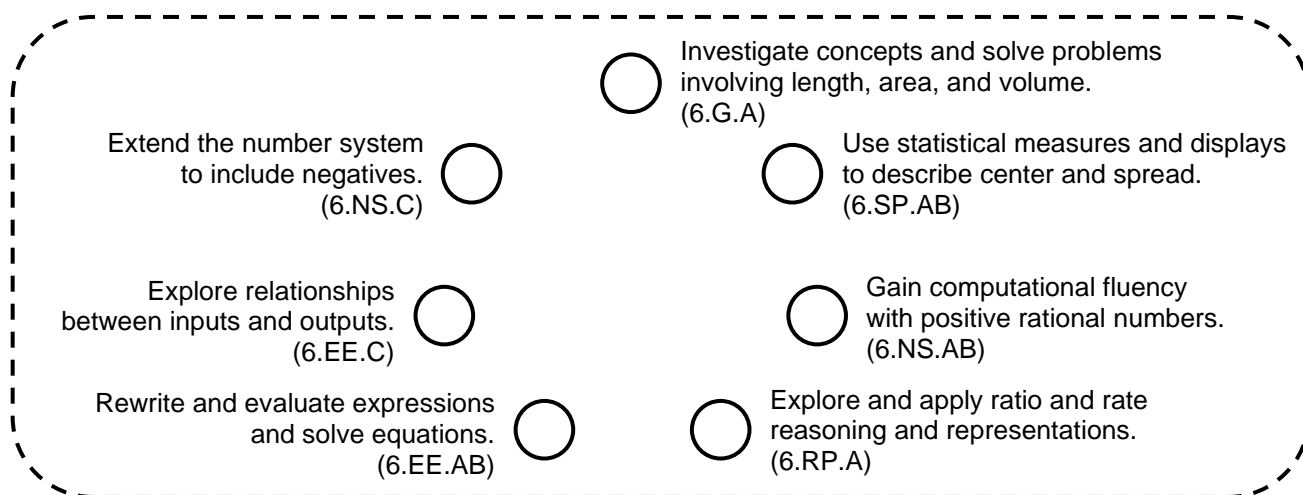 Investigate concepts and solve problems
involving length, area, and volume.
(6.G.A)
Extend the number system
to include negatives.
(6.NS.C)
Use statistical measures and displays
to describe center and spread.
(6.SP.AB)
Explore relationships
between inputs and outputs.
(6.EE.C)
Gain computational fluency
with positive rational numbers.
(6.NS.AB)
Rewrite and evaluate expressions
and solve equations.
(6.EE.AB)
Explore and apply ratio and rate
reasoning and representations.
(6.RP.A)